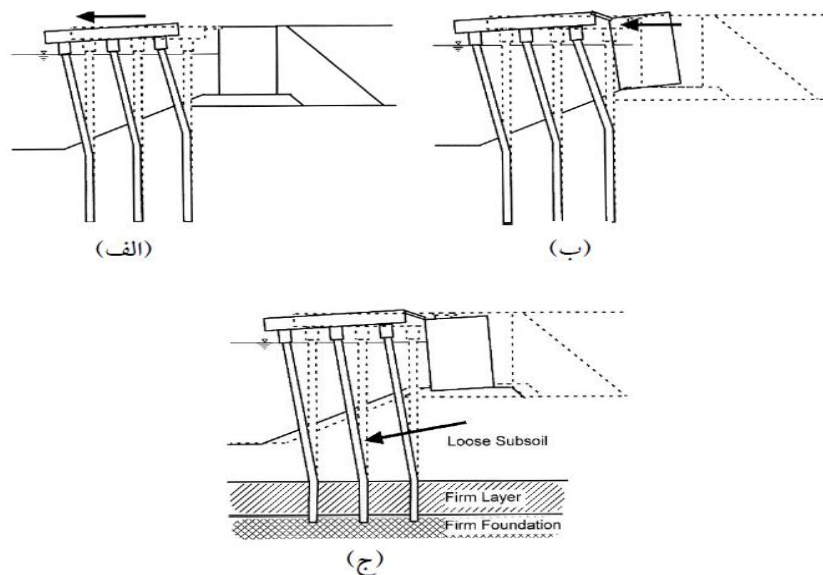 (الف)
(ب)
Loose Subsoil
Firm Layer
Firm Foundation
(ج)